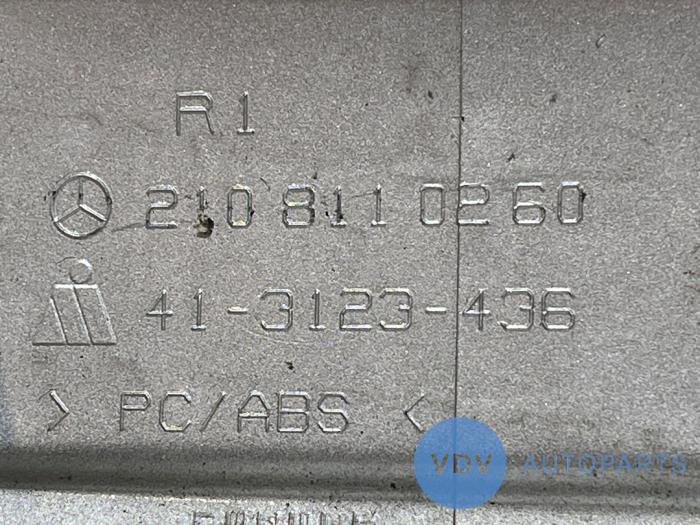 R1
210 811 02 60
41-3123-436
> PC/ABS <
VDV AUTOPARTS